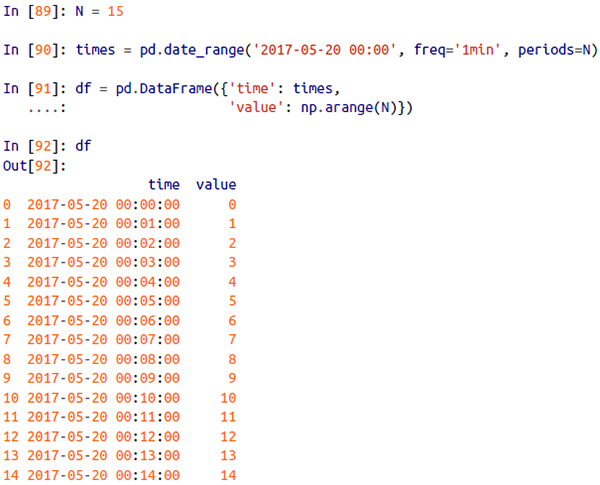 In [89]: N = 15
In [90]: times = pd.date_range('2017-05-20 00:00', freq='1min', periods=N)
In [91]: df = pd.DataFrame({'time': times,
   ....:                    'value': np.arange(N)})
In [92]: df
Out[92]:
                  time  value
0  2017-05-20 00:00:00      0
1  2017-05-20 00:01:00      1
2  2017-05-20 00:02:00      2
3  2017-05-20 00:03:00      3
4  2017-05-20 00:04:00      4
5  2017-05-20 00:05:00      5
6  2017-05-20 00:06:00      6
7  2017-05-20 00:07:00      7
8  2017-05-20 00:08:00      8
9  2017-05-20 00:09:00      9
10 2017-05-20 00:10:00     10
11 2017-05-20 00:11:00     11
12 2017-05-20 00:12:00     12
13 2017-05-20 00:13:00     13
14 2017-05-20 00:14:00     14